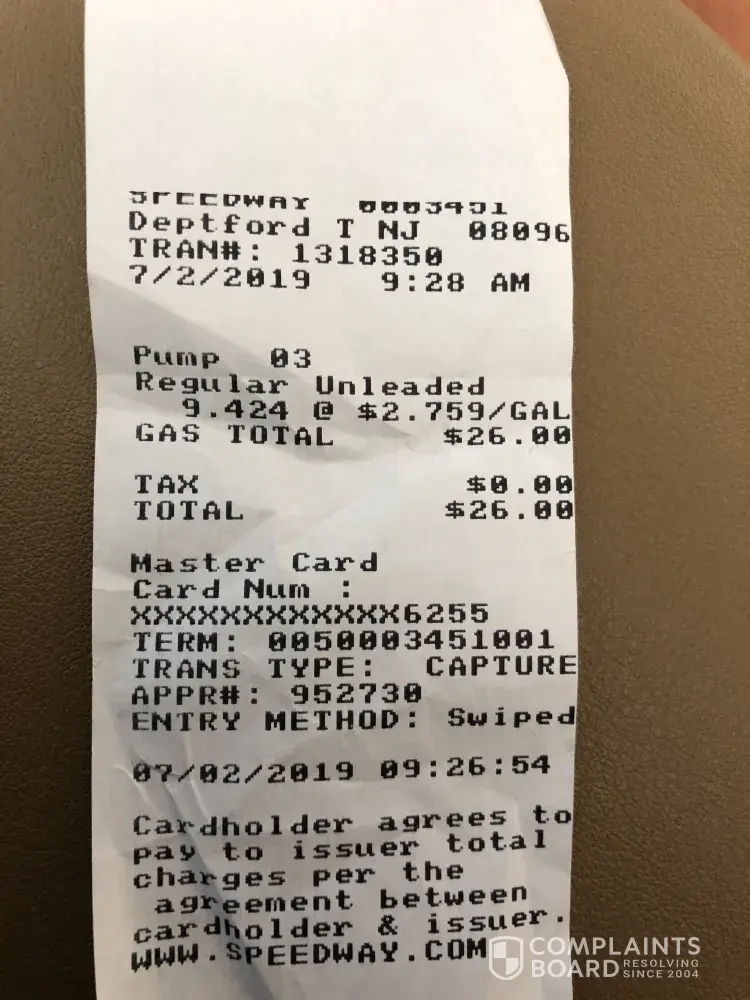 SPEEDWAY 0003451
Deptford T NJ 08096
TRAN#: 1318350
7/2/2019 9:28 AM
Pump 03
Regular Unleaded
9.424 @ $2.759/GAL
GAS TOTAL $26.00
TAX $0.00
TOTAL $26.00
Master Card
Card Num :
XXXXXXXXXXXX6255
TERM: 0050003451001
TRANS TYPE: CAPTURE
APPR#: 952730
ENTRY METHOD: Swiped
07/02/2019 09:26:54
Cardholder agrees to
pay to issuer total
charges per the
agreement between
cardholder & issuer.
WWW.SPEEDWAY.COM
COMPLAINTS
BOARD RESOLVING
SINCE 2004